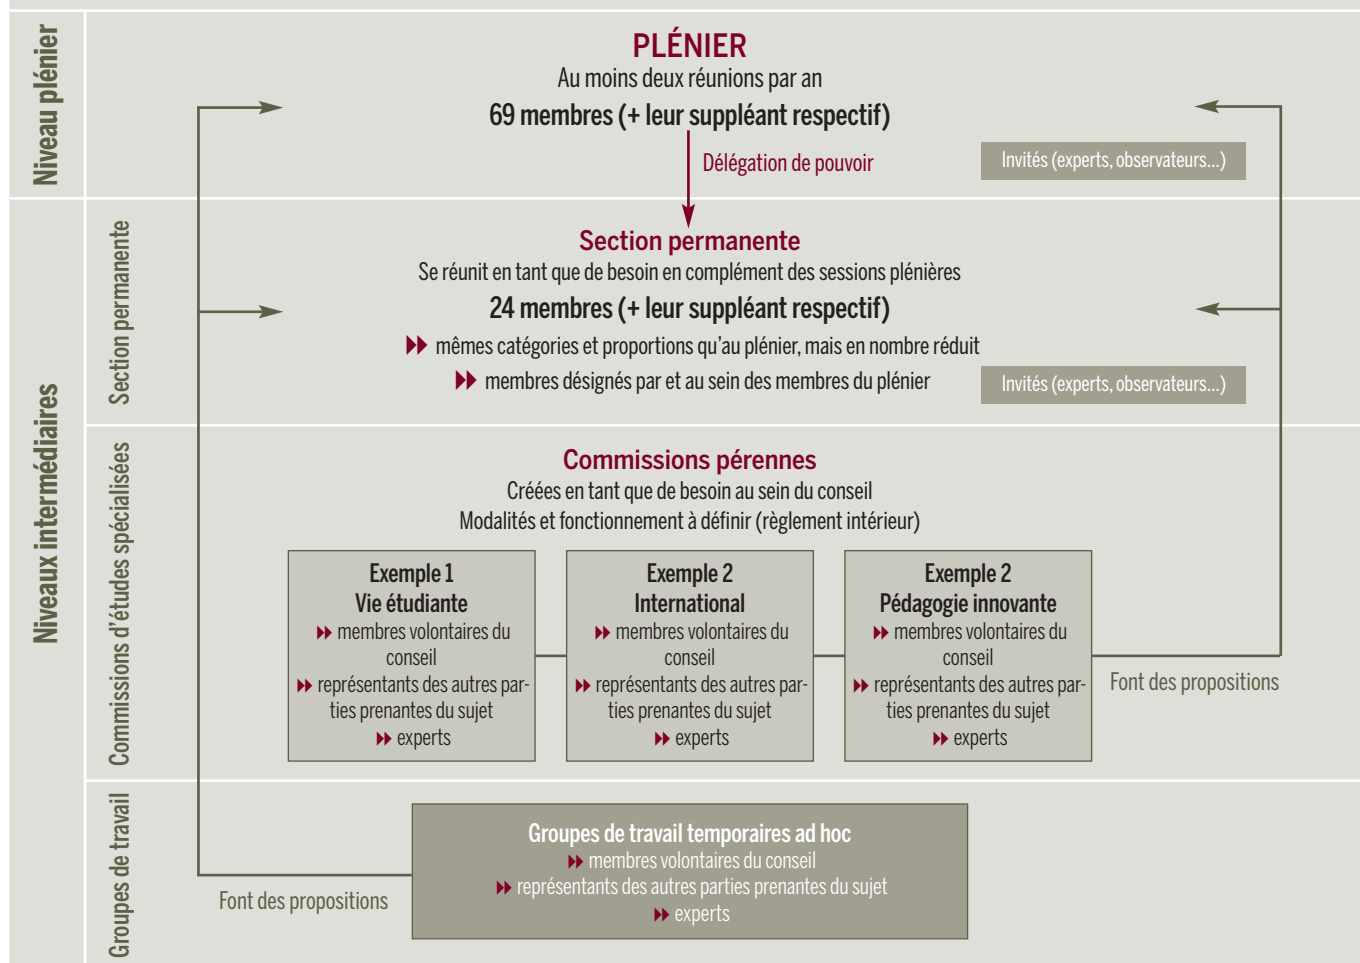 Niveau plénier
PLÉNIER
Au moins deux réunions par an
69 membres (+ leur suppléant respectif)
Délégation de pouvoir
Invités (experts, observateurs...)
Niveaux intermédiaires
Section permanente
Section permanente
Se réunit en tant que de besoin en complément des sessions plénières
24 membres (+ leur suppléant respectif)
mêmes catégories et proportions qu'au plénier, mais en nombre réduit
membres désignés par et au sein des membres du plénier
Invités (experts, observateurs...)
Commissions d'études spécialisées
Commissions pérennes
Créées en tant que de besoin au sein du conseil
Modalités et fonctionnement à définir (règlement intérieur)
Exemple 1
Vie étudiante
membres volontaires du
conseil
représentants des autres par-
ties prenantes du sujet
experts
Exemple 2
International
membres volontaires du
conseil
représentants des autres par-
ties prenantes du sujet
experts
Exemple 2
Pédagogie innovante
membres volontaires du
conseil
représentants des autres par-
ties prenantes du sujet
experts
Font des propositions
Groupes de travail
Groupes de travail temporaires ad hoc
membres volontaires du conseil
représentants des autres parties prenantes du sujet
experts
Font des propositions